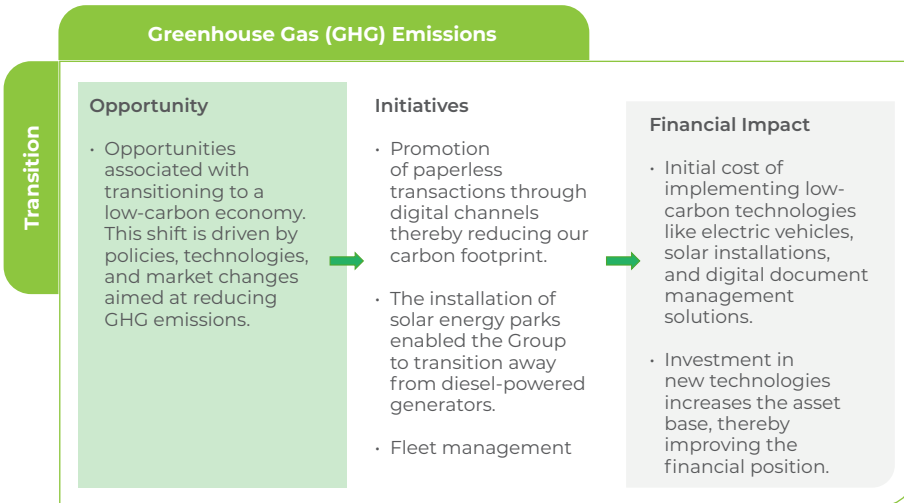 Greenhouse Gas (GHG) Emissions
Transition
Opportunity
• Opportunities
associated with
transitioning to a
low-carbon economy.
This shift is driven by
policies, technologies,
and market changes
aimed at reducing
GHG emissions.
Initiatives
• Promotion
of paperless
transactions through
digital channels
thereby reducing our
carbon footprint.
• The installation of
solar energy parks
enabled the Group
to transition away
from diesel-powered
generators.
• Fleet management
Financial Impact
• Initial cost of
implementing low-
carbon technologies
like electric vehicles,
solar installations,
and digital document
management
solutions.
• Investment in
new technologies
increases the asset
base, thereby
improving the
financial position.